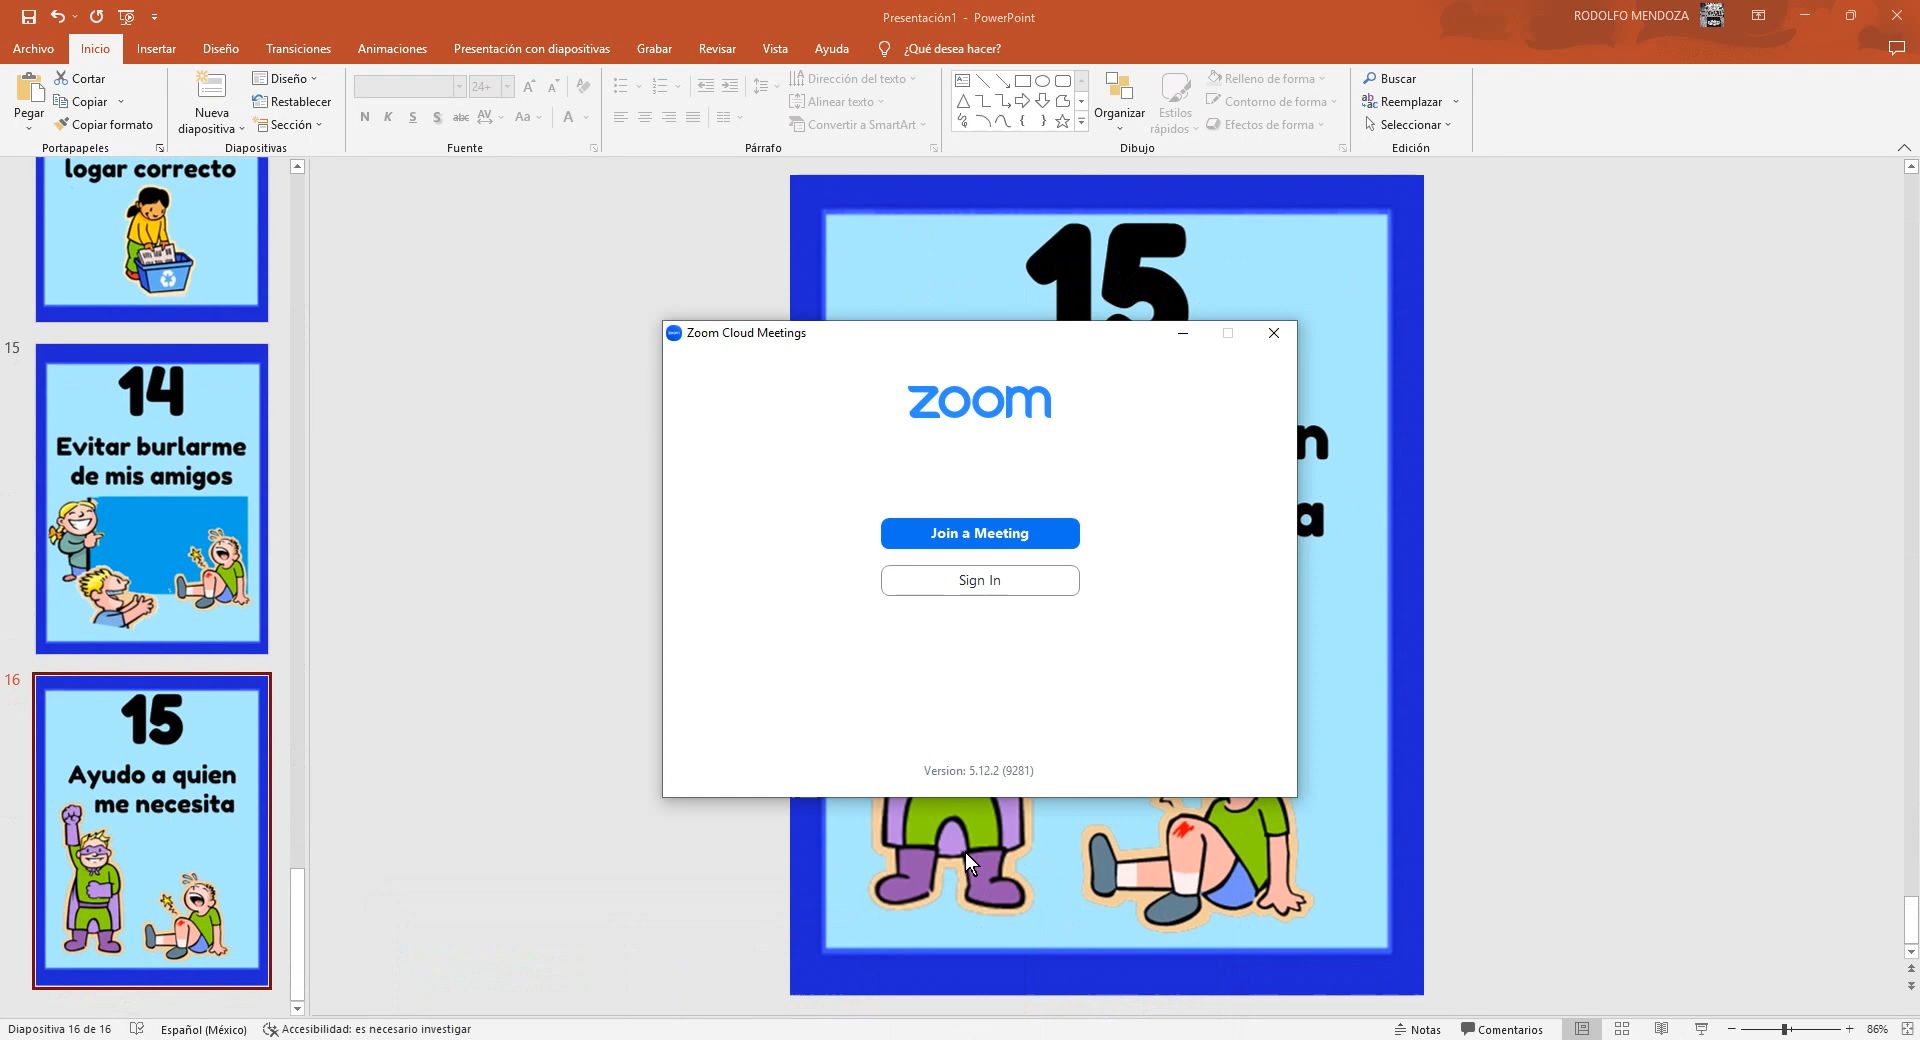 Presentación1 - PowerPoint
RODOLFO MENDOZA
Archivo Inicio Insertar Diseño Transiciones Animaciones Presentación con diapositivas Grabar Revisar Vista Ayuda ¿Qué desea hacer?
Pegar
Cortar
Copiar
Copiar formato
Portapapeles
Nueva diapositiva
Diseño
Restablecer
Sección
Diapositivas
24+
N K S S abc AV Aa A
Fuente
Dirección del texto
Alinear texto
Convertir a SmartArt
Párrafo
Organizar
Estilos rápidos
Relleno de forma
Contorno de forma
Efectos de forma
Dibujo
Buscar
Reemplazar
Seleccionar
Edición
logar correcto
15
14
Evitar burlarme
de mis amigos
16
15
Ayudo a quien
me necesita
15
n
a
zoom
Zoom Cloud Meetings
zoom
Join a Meeting
Sign In
Version: 5.12.2 (9281)
Diapositiva 16 de 16 Español (México) Accesibilidad: es necesario investigar
Notas Comentarios 86%